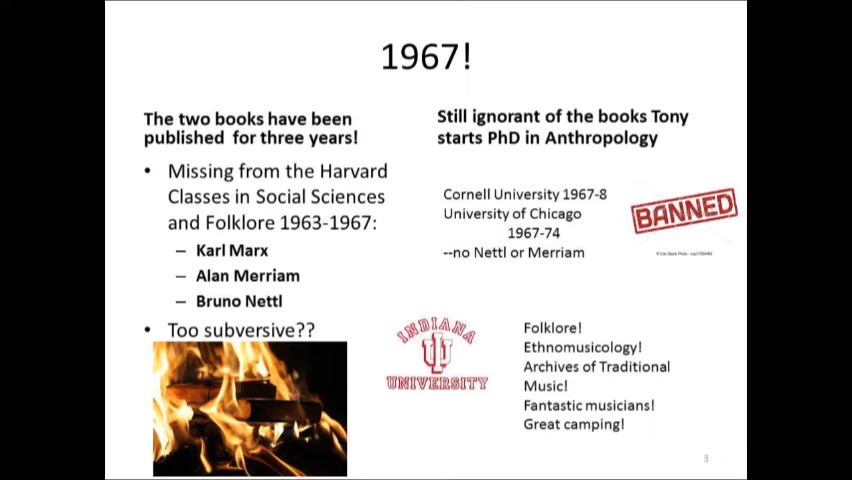 1967!
The two books have been
published for three years!
• Missing from the Harvard
Classes in Social Sciences
and Folklore 1963-1967:
– Karl Marx
– Alan Merriam
– Bruno Nettl
• Too subversive??
Still ignorant of the books Tony
starts PhD in Anthropology
Cornell University 1967-8
University of Chicago
1967-74
--no Nettl or Merriam
BANNED
INDIANA
UNIVERSITY
Folklore!
Ethnomusicology!
Archives of Traditional
Music!
Fantastic musicians!
Great camping!
3